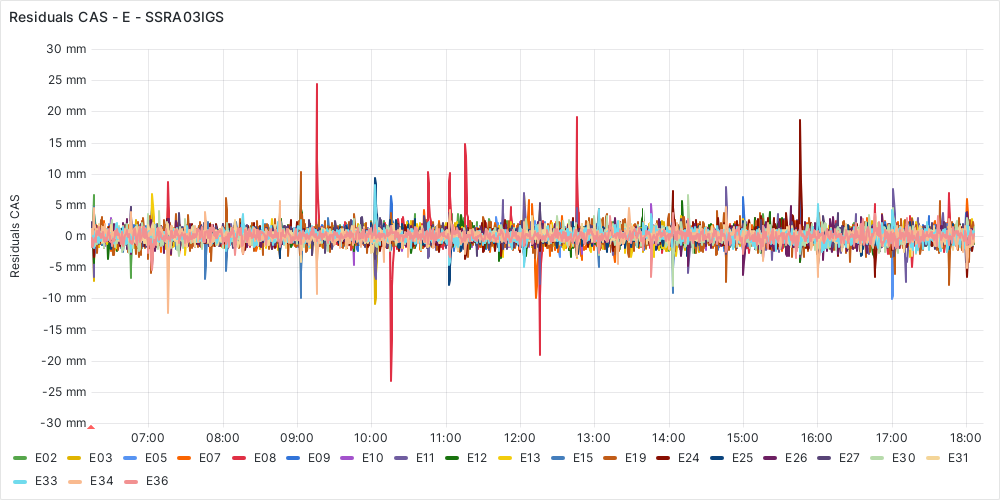 Residuals CAS - E - SSRA03IGS
Residuals CAS
30 mm
25 mm
20 mm
15 mm
10 mm
5 mm
0 m
-5 mm
-10 mm
-15 mm
-20 mm
-25 mm
-30 mm
07:00 08:00 09:00 10:00 11:00 12:00 13:00 14:00 15:00 16:00 17:00 18:00
E02 E03 E05 E07 E08 E09 E10 E11 E12 E13 E15 E19 E24 E25 E26 E27 E30 E31
E33 E34 E36